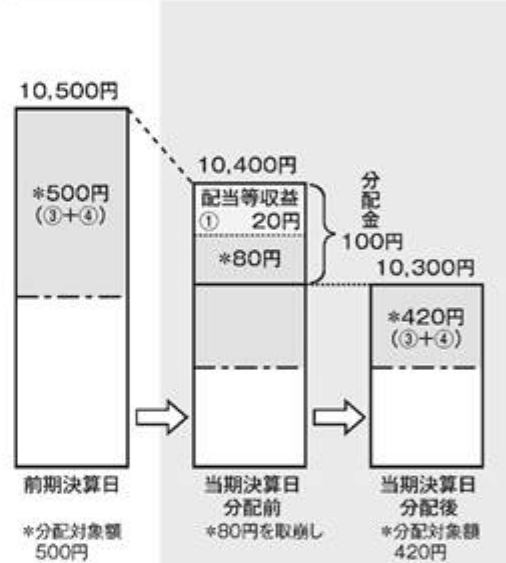 10,500円
*500円
(③+④)
前期決算日
*分配対象額
500円
10,400円
配当等収益
① 20円
*80円
分配金
100円
当期決算日
分配前
*80円を取崩し
10,300円
*420円
(③+④)
当期決算日
分配後
*分配対象額
420円